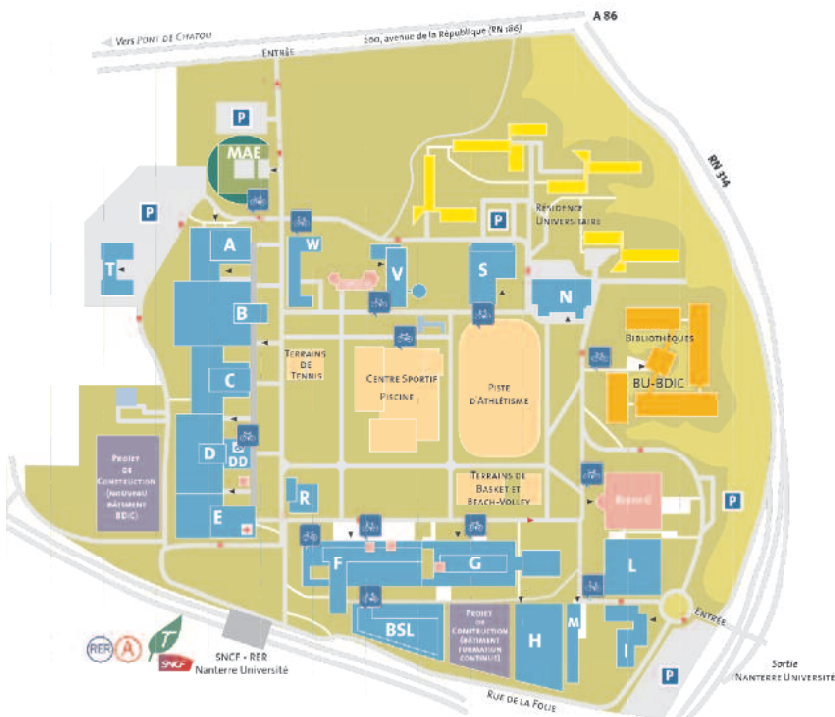 A 86
Vers Pont de Chatou
200, avenue de la République (RN 186)
Entrée
P
MAE
RN 314
P
Résidence
Universitaire
P
A
W
T
V
S
N
B
Bibliothèques
BU-BDIC
Terrains
de
Tennis
Centre Sportif
Piscine
Piste
d'Athlétisme
C
D
DD
Projet
de
Construction
(nouveau
bâtiment
BDIC)
Terrains de
Basket et
Beach-Volley
R
P
E
F
G
L
BSL
Projet
de
Construction
(bâtiment
formation
continue)
H
M
I
Entrée
RER
A
T
SNCF
SNCF - RER
Nanterre Université
P
Sortie
Nanterre Université
Rue de la Folie